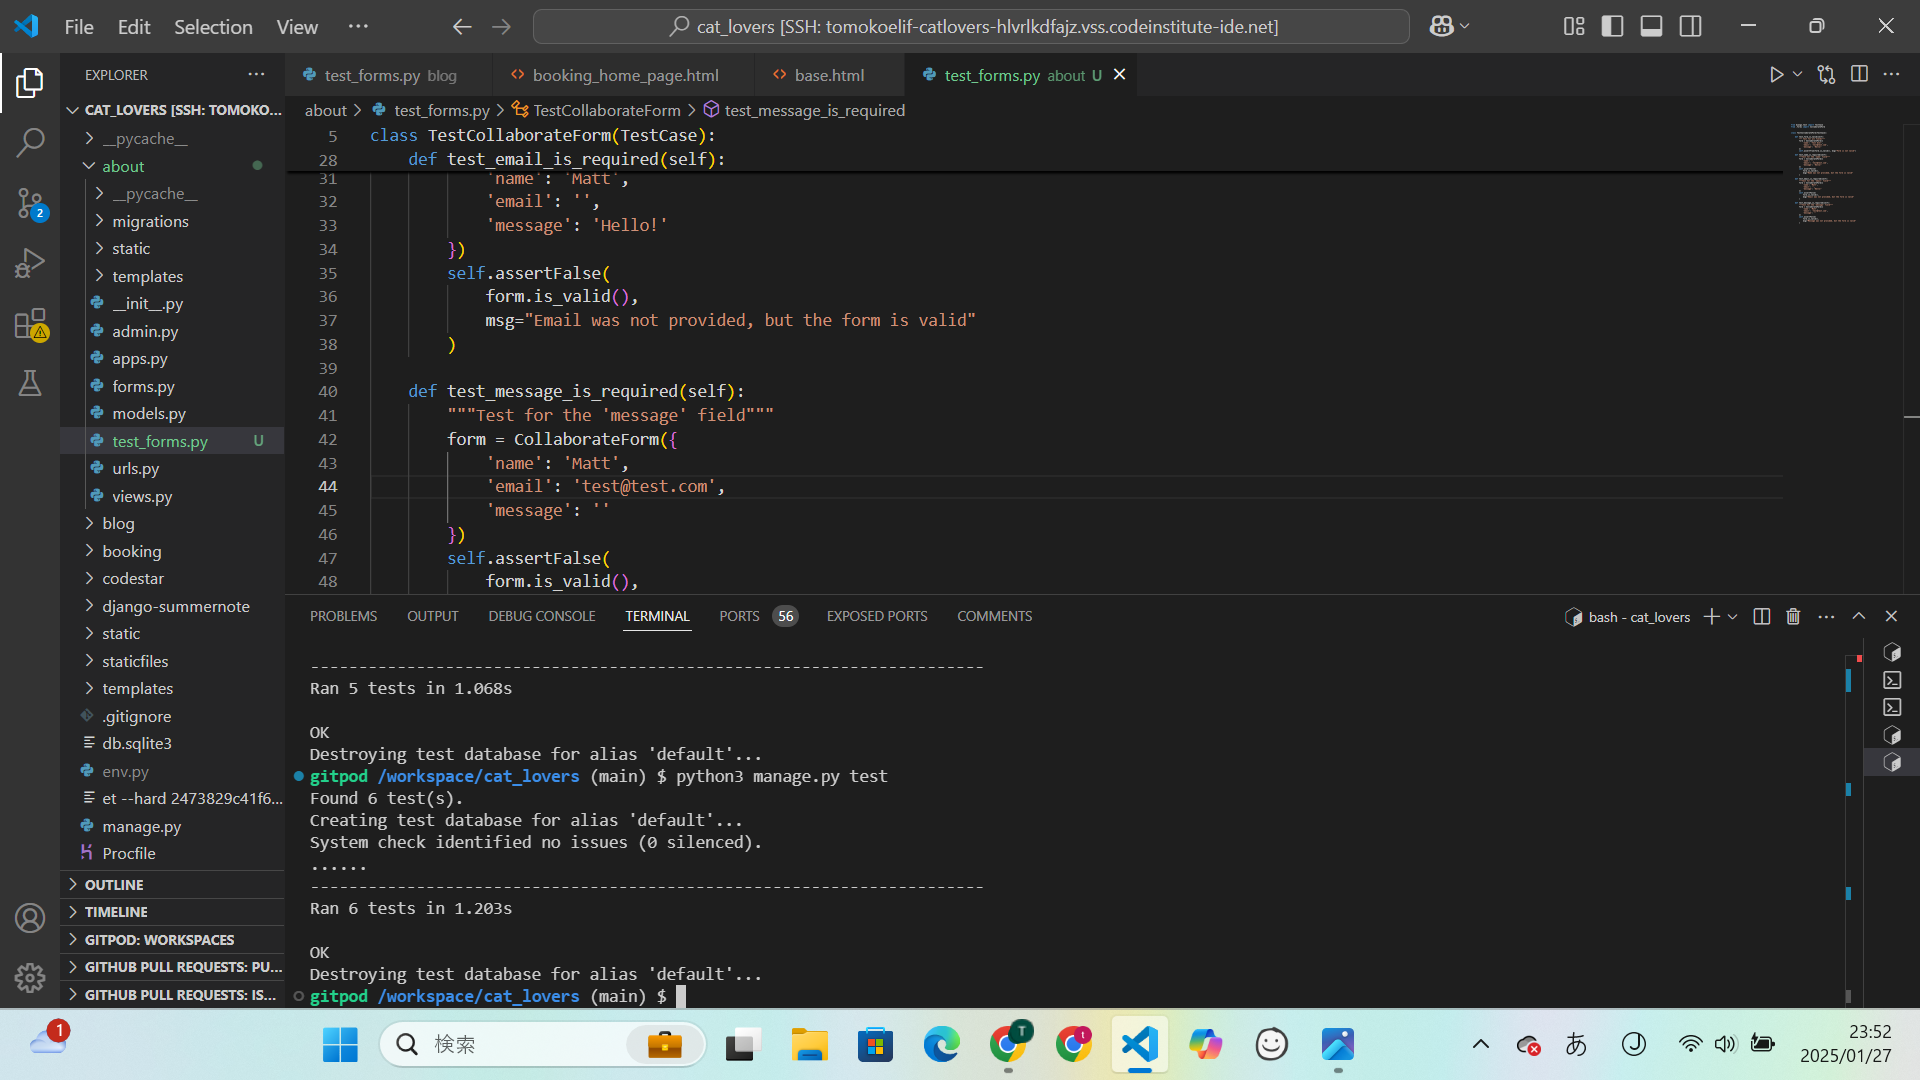 File Edit Selection View ···
cat_lovers [SSH: tomokoelif-catlovers-hlvrlkdfajz.vss.codeinstitute-ide.net]
EXPLORER ···
CAT_LOVERS [SSH: TOMOKO...
__pycache__
about
__pycache__
migrations
static
templates
__init__.py
admin.py
apps.py
forms.py
models.py
test_forms.py U
urls.py
views.py
blog
booking
codestar
django-summernote
static
staticfiles
templates
.gitignore
db.sqlite3
env.py
et --hard 2473829c41f6...
manage.py
Procfile
OUTLINE
TIMELINE
GITPOD: WORKSPACES
GITHUB PULL REQUESTS: PU...
GITHUB PULL REQUESTS: IS...
2
test_forms.py blog
booking_home_page.html
base.html
test_forms.py about U
about > test_forms.py > TestCollaborateForm > test_message_is_required
5 class TestCollaborateForm(TestCase):
28 def test_email_is_required(self):
31 'name': 'Matt',
32 'email': '',
33 'message': 'Hello!'
34 })
35 self.assertFalse(
36 form.is_valid(),
37 msg="Email was not provided, but the form is valid"
38 )
39
40 def test_message_is_required(self):
41 """Test for the 'message' field"""
42 form = CollaborateForm({
43 'name': 'Matt',
44 'email': 'test@test.com',
45 'message': ''
46 })
47 self.assertFalse(
48 form.is_valid(),
PROBLEMS OUTPUT DEBUG CONSOLE TERMINAL PORTS 56 EXPOSED PORTS COMMENTS
bash - cat_lovers
----------------------------------------------------------------------
Ran 5 tests in 1.068s
OK
Destroying test database for alias 'default'...
gitpod /workspace/cat_lovers (main) $ python3 manage.py test
Found 6 test(s).
Creating test database for alias 'default'...
System check identified no issues (0 silenced).
......
----------------------------------------------------------------------
Ran 6 tests in 1.203s
OK
Destroying test database for alias 'default'...
gitpod /workspace/cat_lovers (main) $
1
検索
T
t
あ
J
23:52
2025/01/27